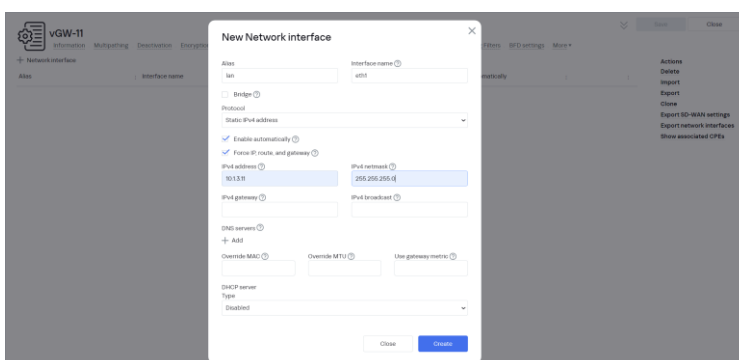 vGW-11
Information Multipathing Deactivation Encryption Filters BFD settings More
Save Close
+ Network interface
Alias Interface name
Actions
Delete
Import
Export
Clone
Export SD-WAN settings
Export network interfaces
Show associated CPEs
New Network interface
Alias Interface name
lan eth1
Bridge
Protocol
Static IPv4 address
Enable automatically
Force IP, route, and gateway
IPv4 address IPv4 netmask
10.1.3.11 255.255.255.0
IPv4 gateway IPv4 broadcast
DNS servers
+ Add
Override MAC Override MTU Use gateway metric
DHCP server
Type
Disabled
Close Create